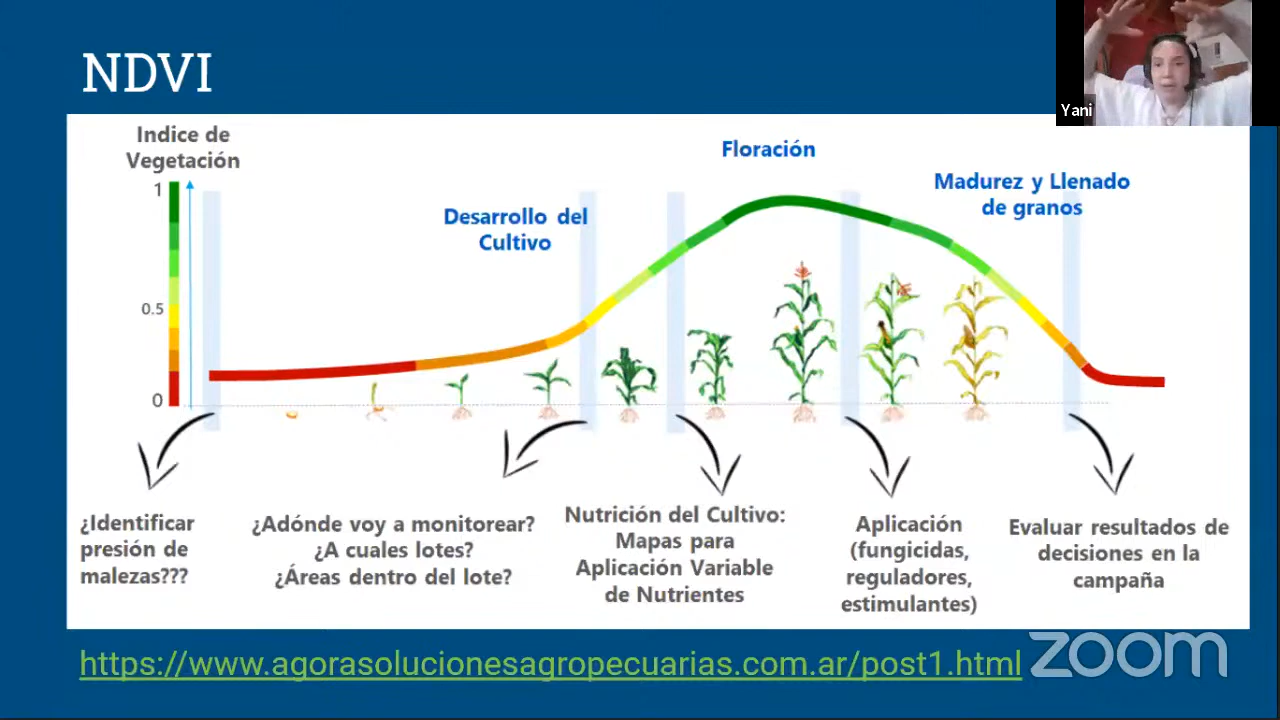 NDVI
Yani
Indice de
Vegetación
1
0.5
0
Desarrollo del
Cultivo
Floración
Madurez y Llenado
de granos
¿Identificar
presión de
malezas???
¿Adónde voy a monitorear?
¿A cuales lotes?
¿Áreas dentro del lote?
Nutrición del Cultivo:
Mapas para
Aplicación Variable
de Nutrientes
Aplicación
(fungicidas,
reguladores,
estimulantes)
Evaluar resultados de
decisiones en la
campaña
https://www.agorasolucionesagropecuarias.com.ar/post1.html
zoom